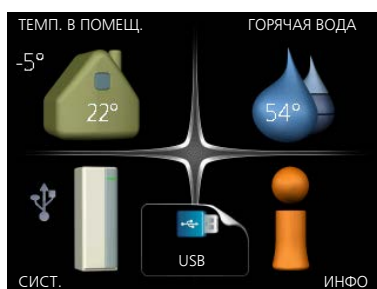 ТЕМП. В ПОМЕЩ.
ГОРЯЧАЯ ВОДА
-5°
22°
54°
USB
СИСТ.
ИНФО